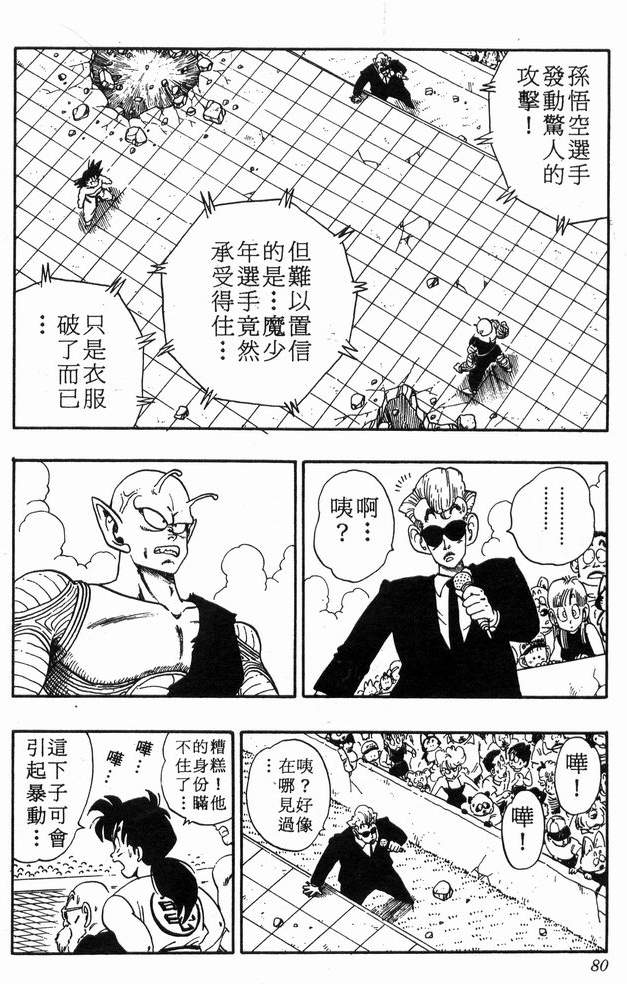 孫悟空選手
發動驚人的
攻擊！
但難以置信
的是…魔少
年選手竟然
承受得住…
只是衣服
破了而已
…
………
啊…
咦？
嘩！
嘩！
咦？好像
在哪見過
…
糟糕！他
的身份瞞
不住了…
嘩…
嘩…
這下子可會
引起暴動…
80